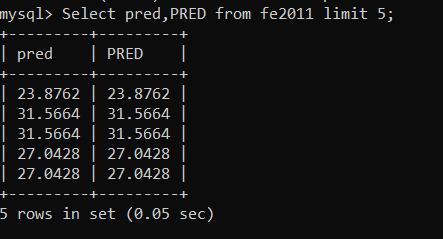 mysql> Select pred,PRED from fe2011 limit 5;
+---------+---------+
| pred    | PRED    |
+---------+---------+
| 23.8762 | 23.8762 |
| 31.5664 | 31.5664 |
| 31.5664 | 31.5664 |
| 27.0428 | 27.0428 |
| 27.0428 | 27.0428 |
+---------+---------+
5 rows in set (0.05 sec)